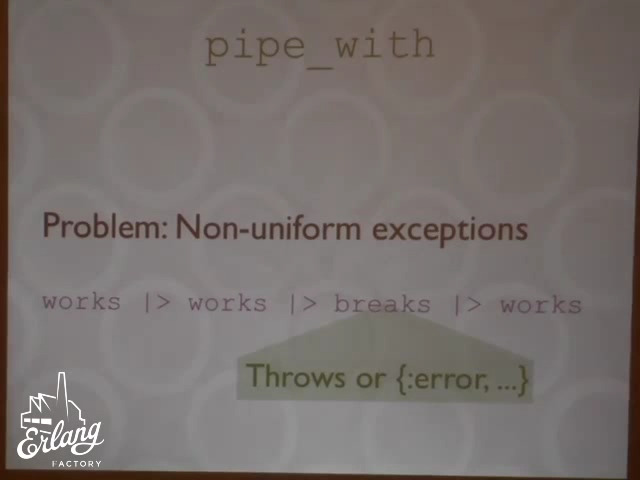 pipe_with
Problem: Non-uniform exceptions
works |> works |> breaks |> works
Throws or {:error, ...}
Erlang
FACTORY